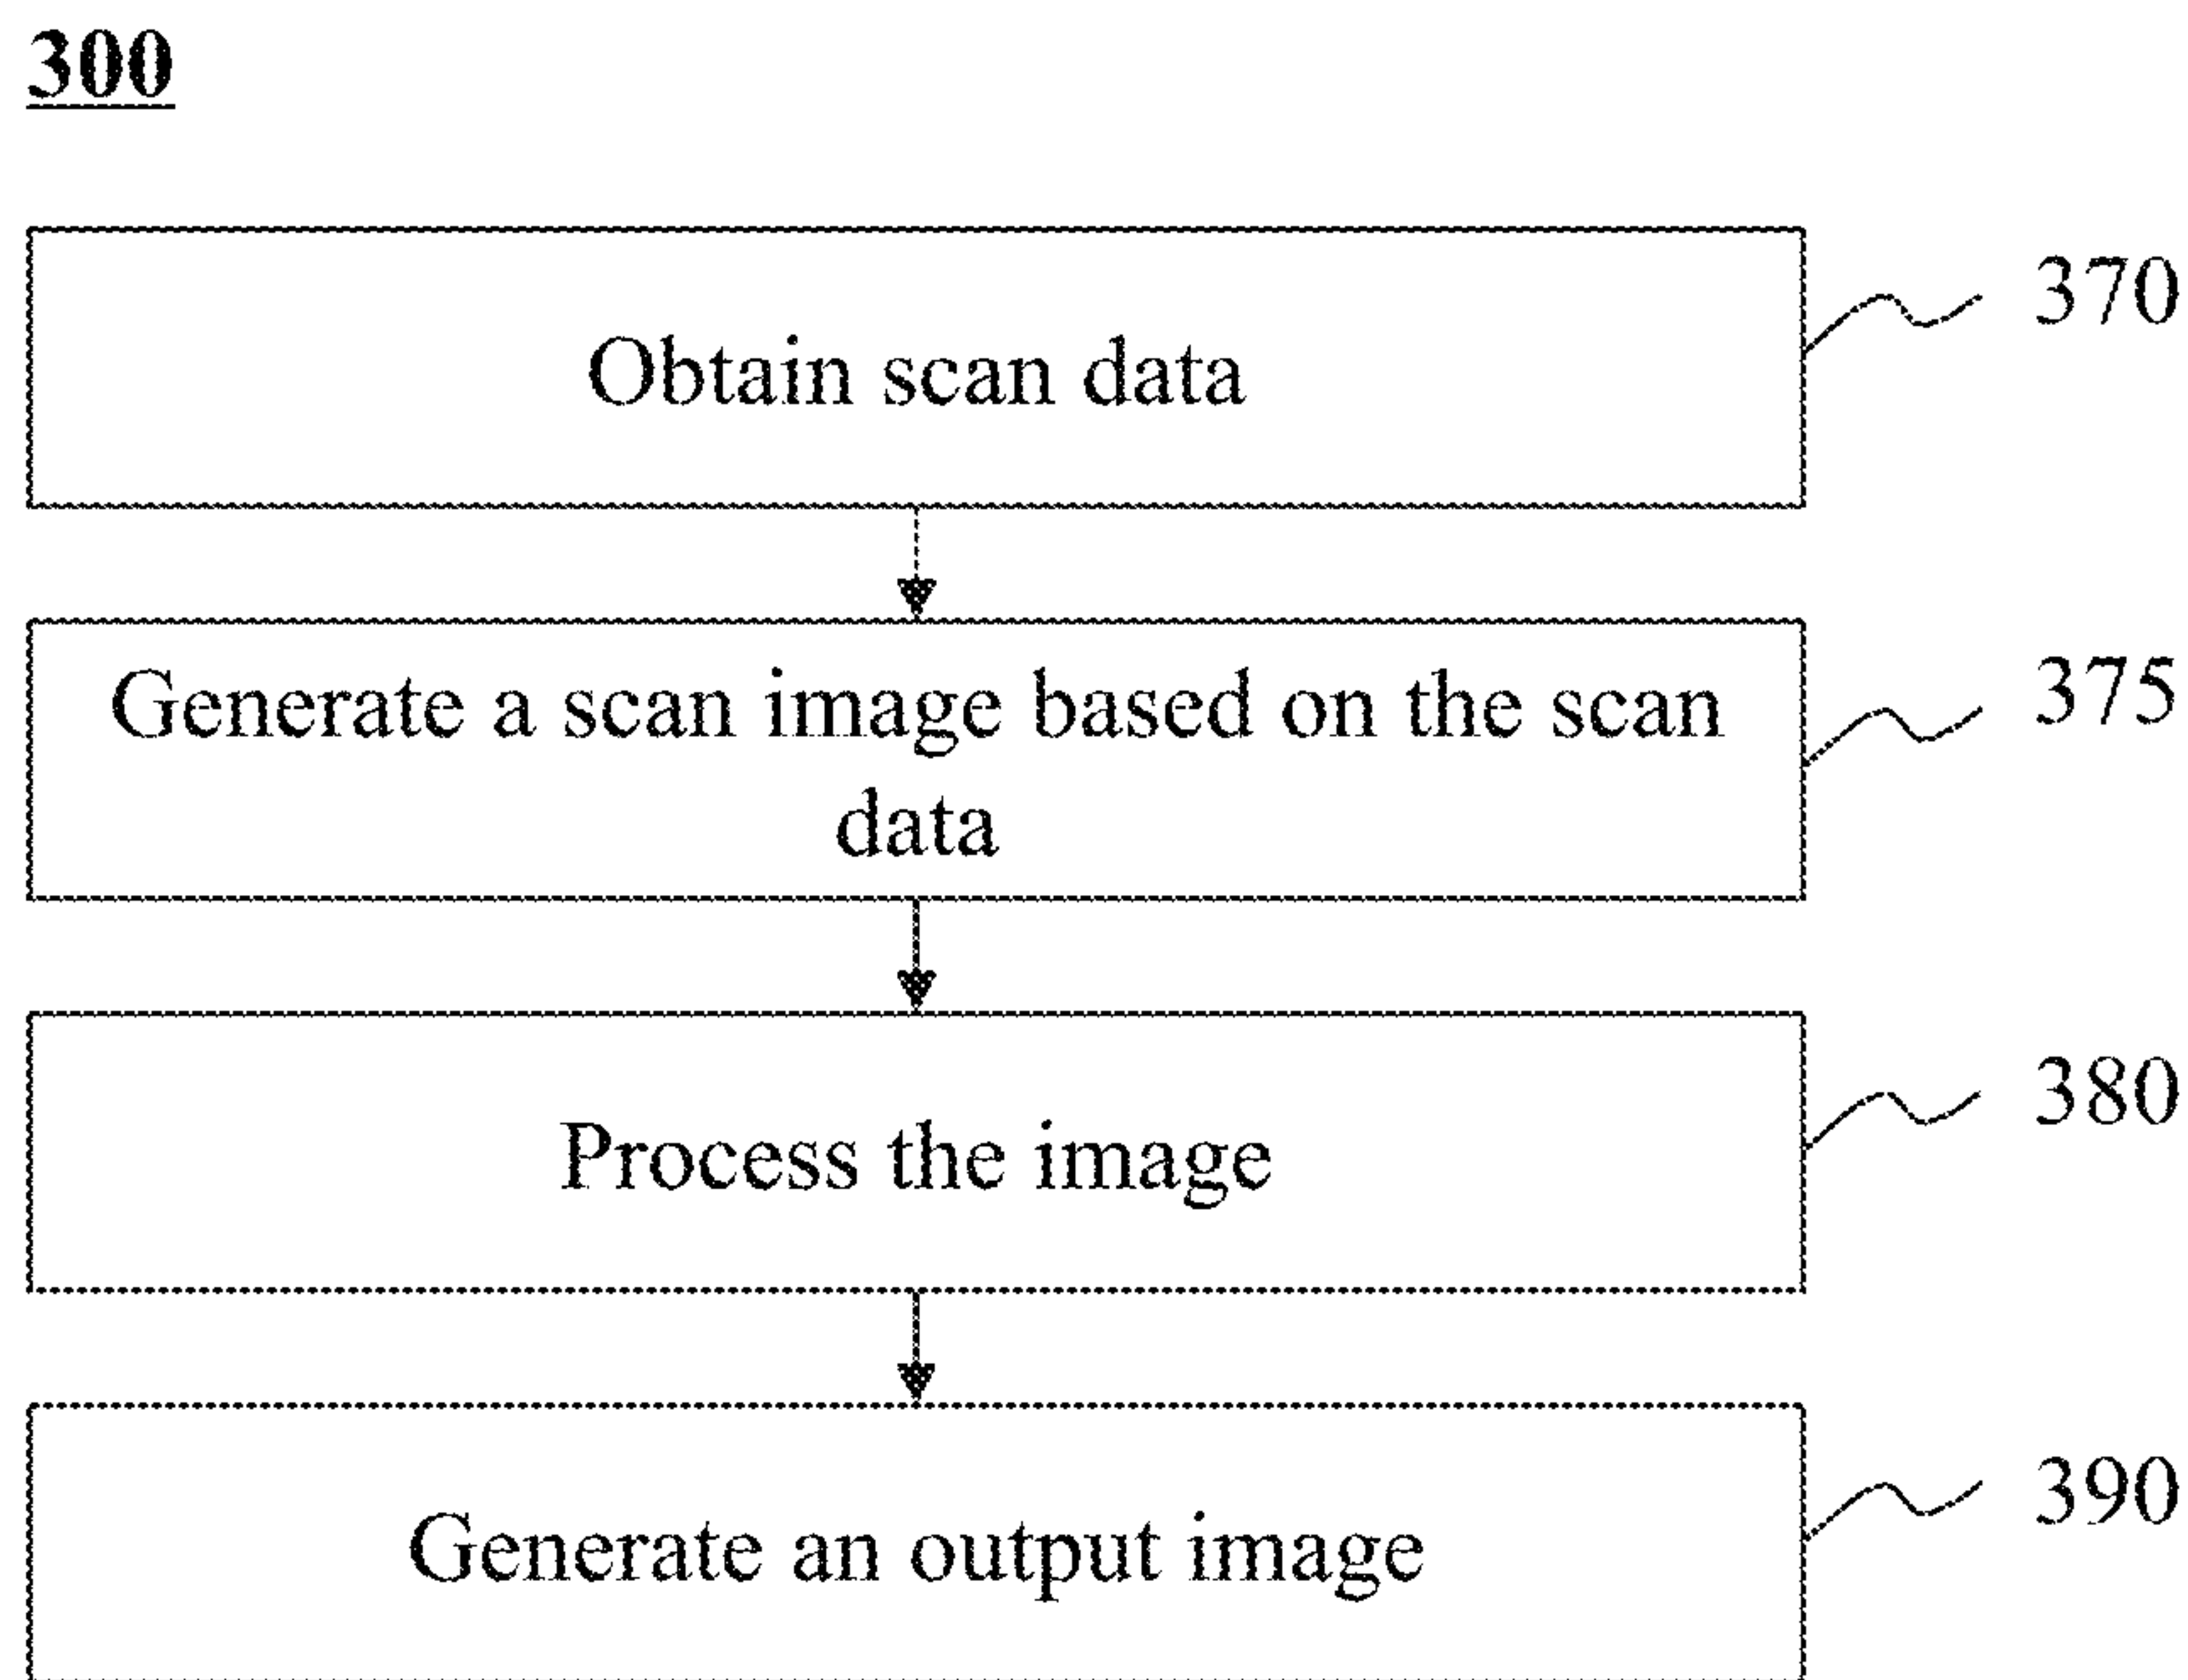 300
Obtain scan data
370
Generate a scan image based on the scan
data
375
Process the image
380
Generate an output image
390